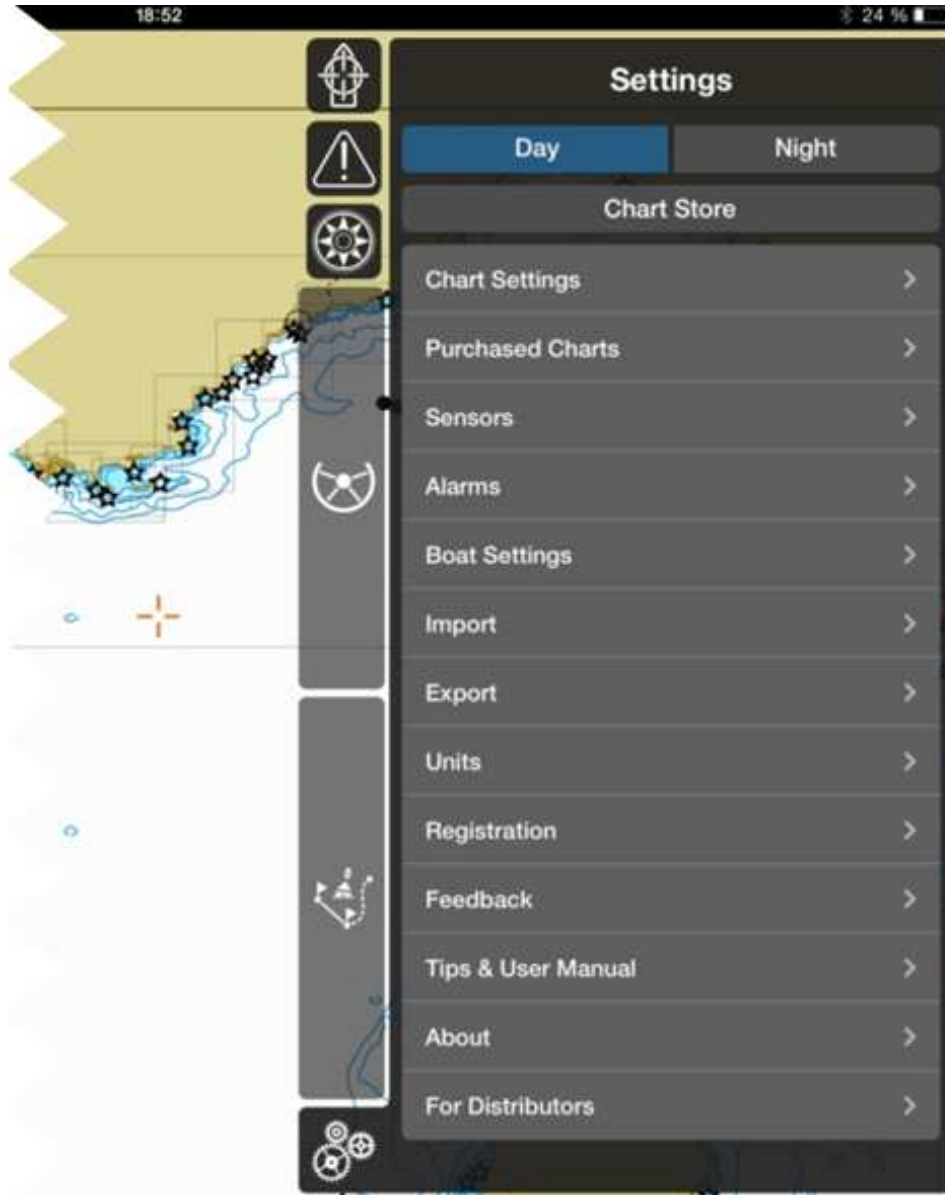 18:52 24 %
Settings
Day Night
Chart Store
Chart Settings
Purchased Charts
Sensors
Alarms
Boat Settings
Import
Export
Units
Registration
Feedback
Tips & User Manual
About
For Distributors